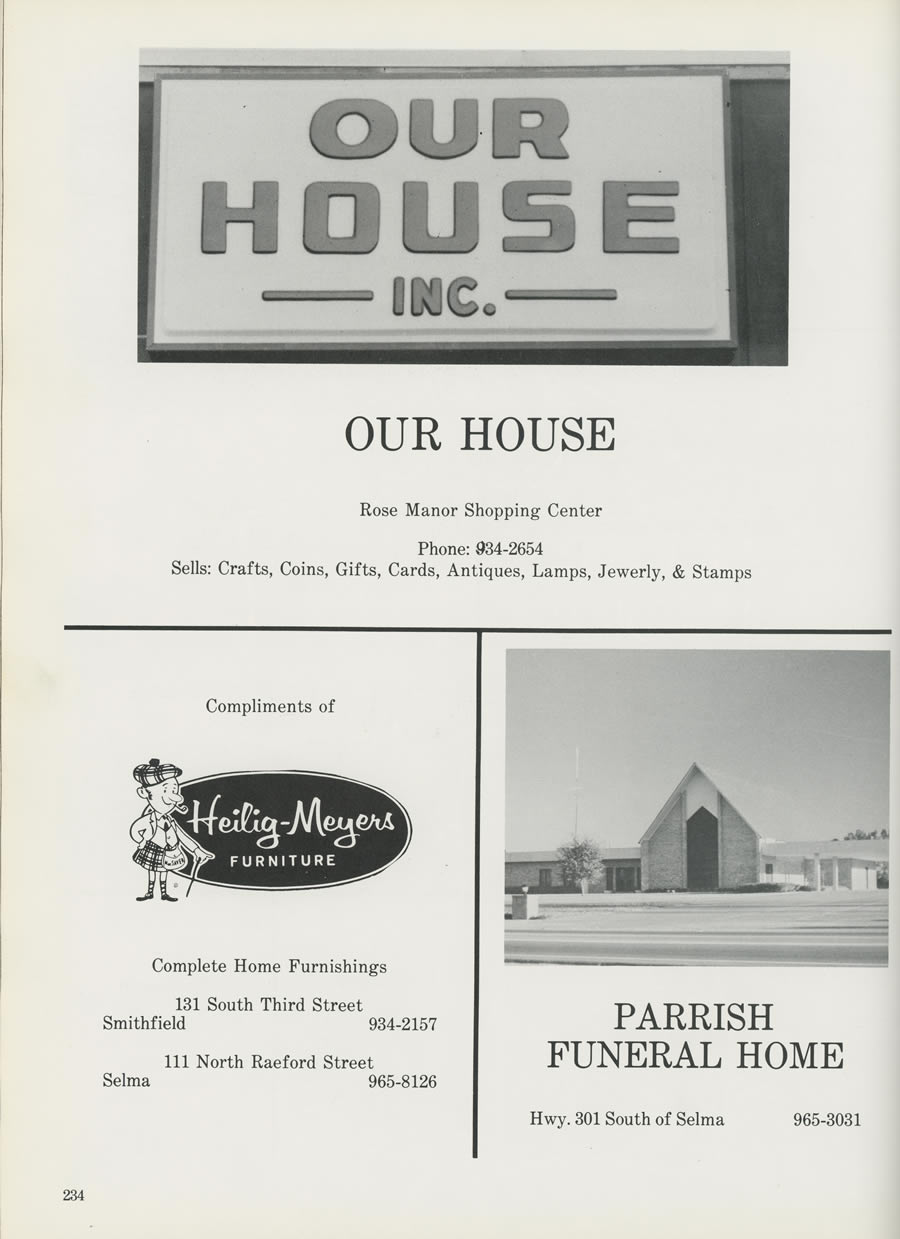 OUR
HOUSE
INC.
OUR HOUSE
Rose Manor Shopping Center
Phone: 934-2654
Sells: Crafts, Coins, Gifts, Cards, Antiques, Lamps, Jewerly, & Stamps
Compliments of
Heilig-Meyers
FURNITURE
Complete Home Furnishings
131 South Third Street
Smithfield 934-2157
111 North Raeford Street
Selma 965-8126
PARRISH
FUNERAL HOME
Hwy. 301 South of Selma 965-3031
234